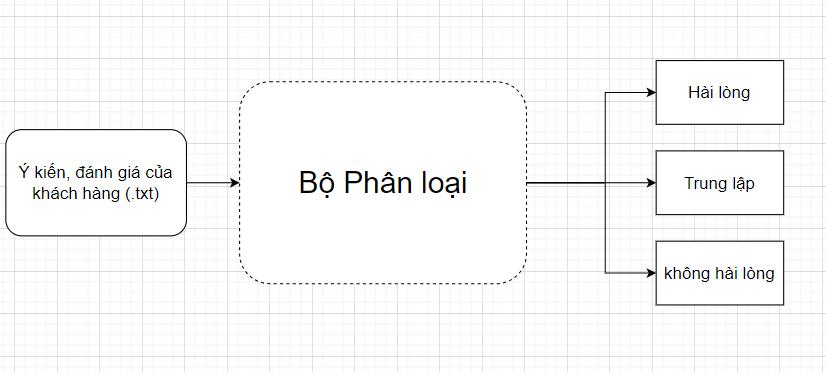 Ý kiến, đánh giá của
khách hàng (.txt)
Bộ Phân loại
Hài lòng
Trung lập
không hài lòng